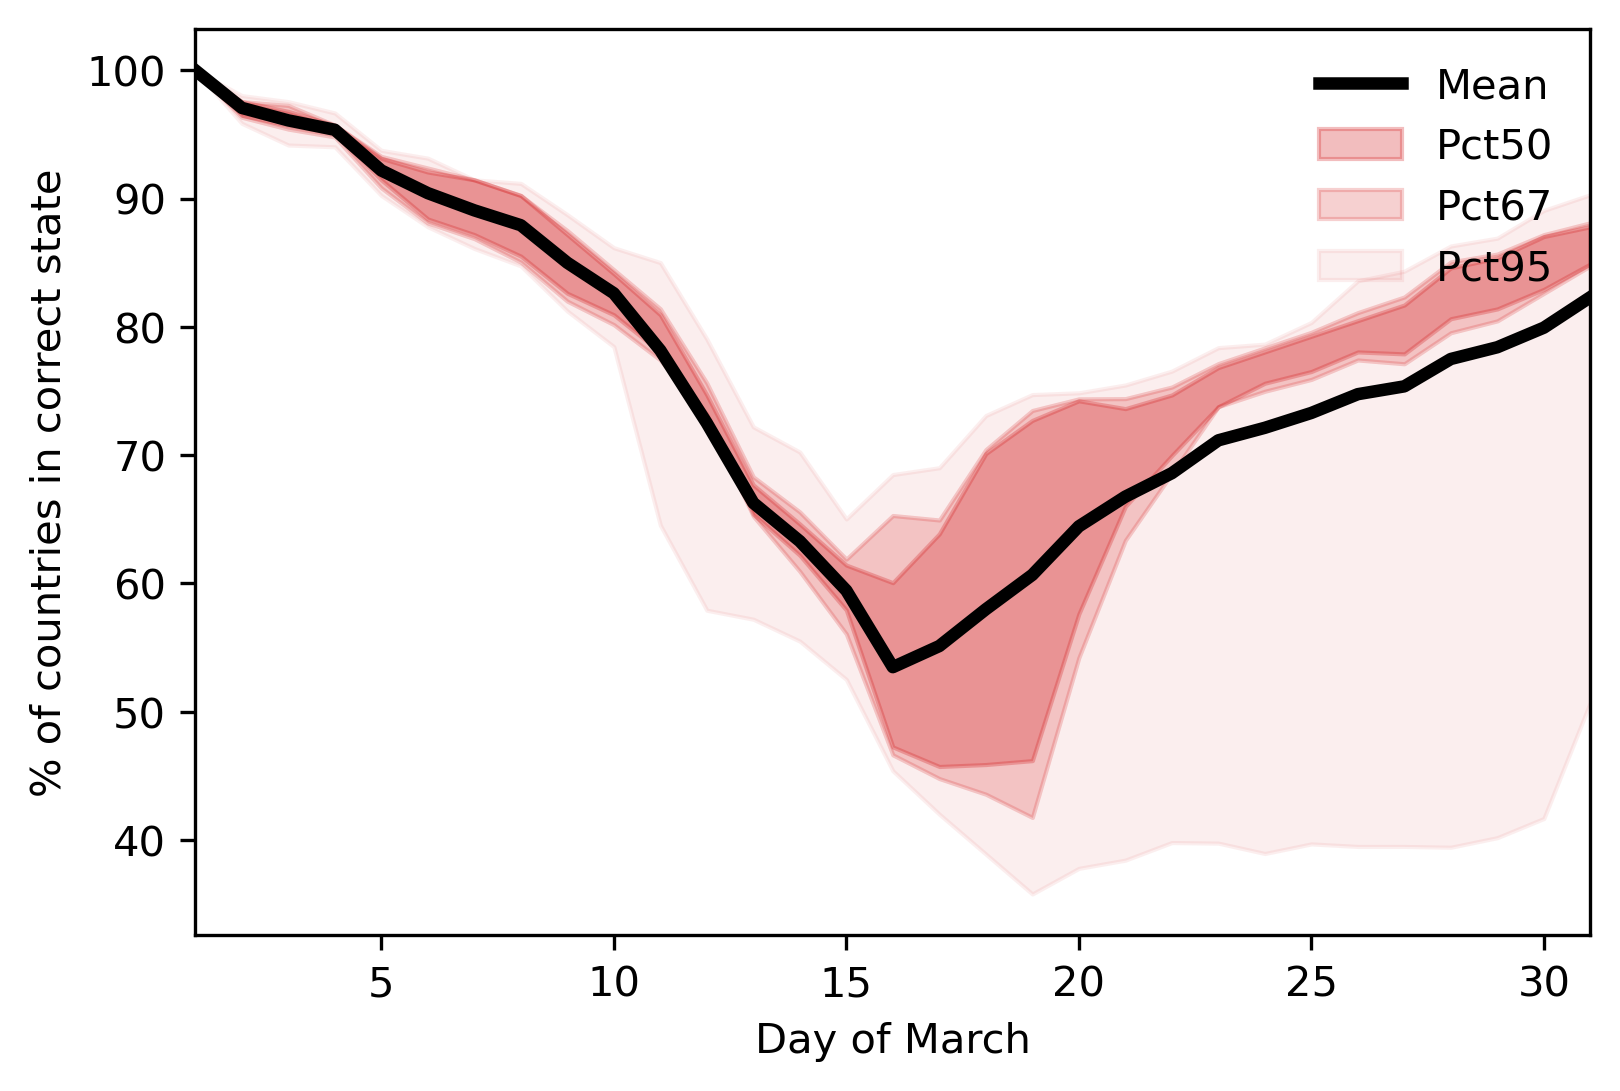 Mean
Pct50
Pct67
Pct95
% of countries in correct state
100
90
80
70
60
50
40
5 10 15 20 25 30
Day of March